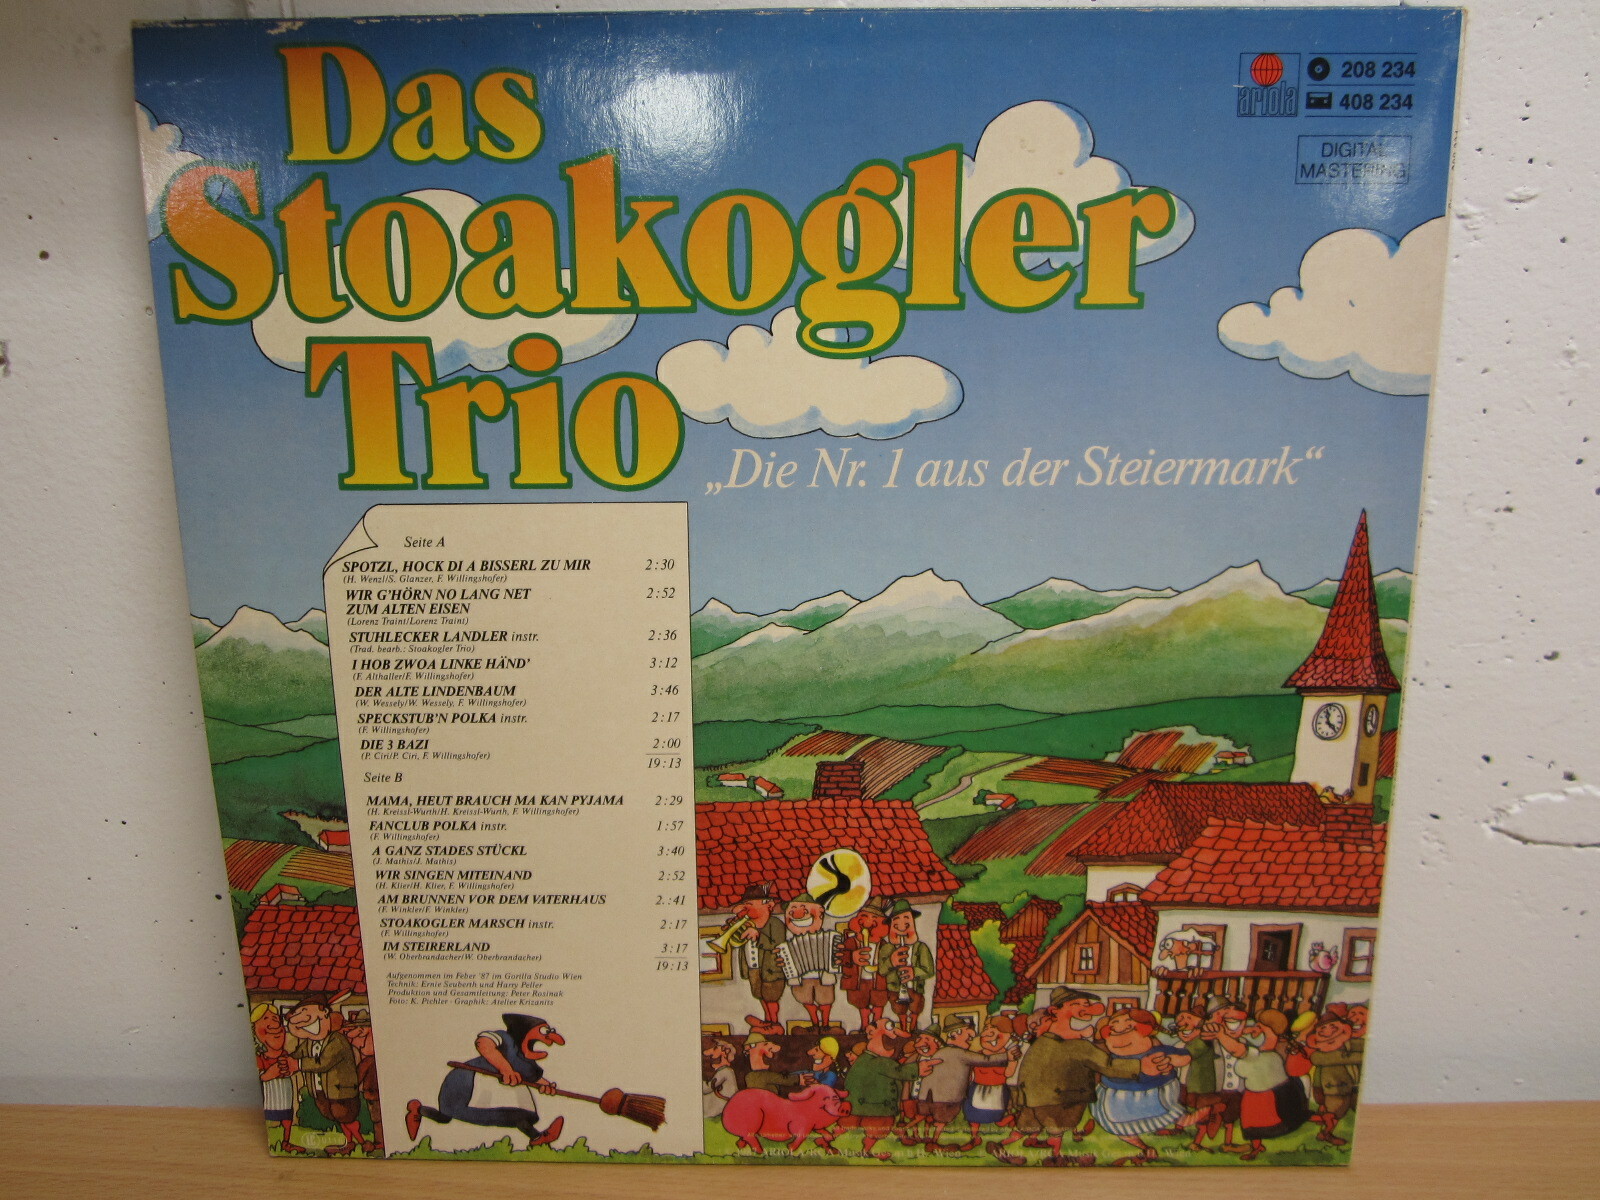 Das
Stoakogler
Trio
ariola
208 234
408 234
DIGITAL
MASTERING
„Die Nr. 1 aus der Steiermark“
Seite A
SPOTZL, HOCK DI A BISSERL ZU MIR 2:30
(H. Wenzl/S. Glanzer, F. Willingshofer)
WIR G'HÖRN NO LANG NET 2:52
ZUM ALTEN EISEN
(Lorenz Traint/Lorenz Traint)
STUHLECKER LANDLER instr. 2:36
(Trad. bearb.: Stoakogler Trio)
I HOB ZWOA LINKE HÄND' 3:12
(F. Althaller/F. Willingshofer)
DER ALTE LINDENBAUM 3:46
(W. Wessely/W. Wessely, F. Willingshofer)
SPECKSTUB'N POLKA instr. 2:17
(F. Willingshofer)
DIE 3 BAZI 2:00
(P. Ciri/P. Ciri, F. Willingshofer)
19:13
Seite B
MAMA, HEUT BRAUCH MA KAN PYJAMA 2:29
(H. Kreissl-Wurth/H. Kreissl-Wurth, F. Willingshofer)
FANCLUB POLKA instr. 1:57
(F. Willingshofer)
A GANZ STADES STÜCKL 3:40
(J. Mathis/J. Mathis)
WIR SINGEN MITEINAND 2:52
(H. Klier/H. Klier, F. Willingshofer)
AM BRUNNEN VOR DEM VATERHAUS 2.:41
(F. Winkler/F. Winkler)
STOAKOGLER MARSCH instr. 2:17
(F. Willingshofer)
IM STEIRERLAND 3:17
(W. Oberbrandacher/W. Oberbrandacher)
19:13
Aufgenommen im Feber '87 im Gorilla Studio Wien
Technik: Ernie Seuberth und Harry Peller
Produktion und Gesamtleitung: Peter Rosinak
Foto: K. Pichler · Graphik: Atelier Krizanits